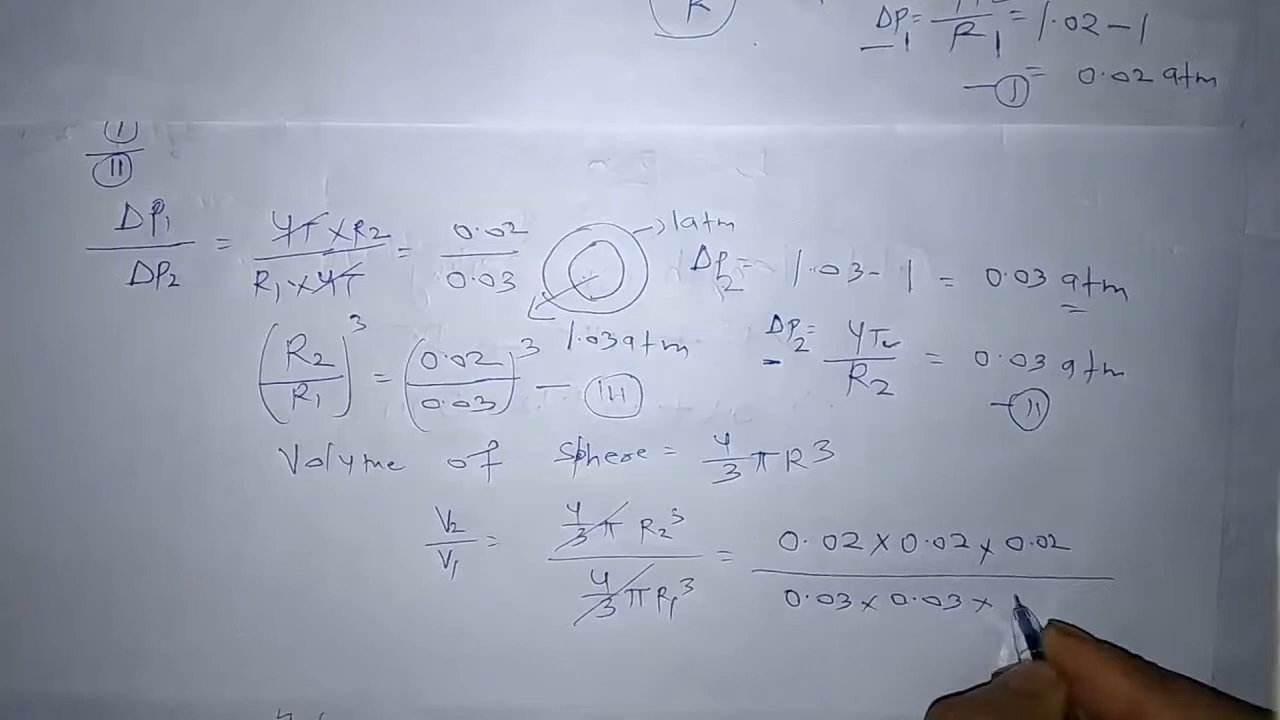 R
ΔP₁ = 4T/R₁ = 1.02 - 1
= 0.02 atm
- (I)
(I)/(II)
ΔP₁/ΔP₂ = 4T × R₂ / R₁ × 4T = 0.02/0.03
1 atm
1.03 atm
ΔP₂ = 1.03 - 1 = 0.03 atm
(R₂/R₁)³ = (0.02/0.03)³ - (III)
ΔP₂ = 4T/R₂ = 0.03 atm
- (II)
Volume of sphere = 4/3 πR³
V₂/V₁ = 4/3 π R₂³ / 4/3 π R₁³ = 0.02 × 0.02 × 0.02 / 0.03 × 0.03 ×